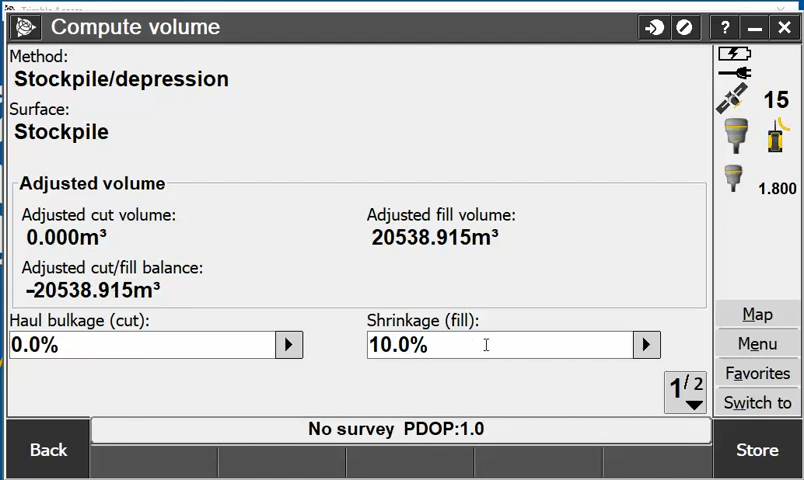 Compute volume
?
Method:
Stockpile/depression
Surface:
Stockpile
15
1.800
Adjusted volume
Adjusted cut volume:
0.000m³
Adjusted fill volume:
20538.915m³
Adjusted cut/fill balance:
-20538.915m³
Haul bulkage (cut):
0.0%
Shrinkage (fill):
10.0%
1/2
Map
Menu
Favorites
Switch to
No survey PDOP:1.0
Back
Store